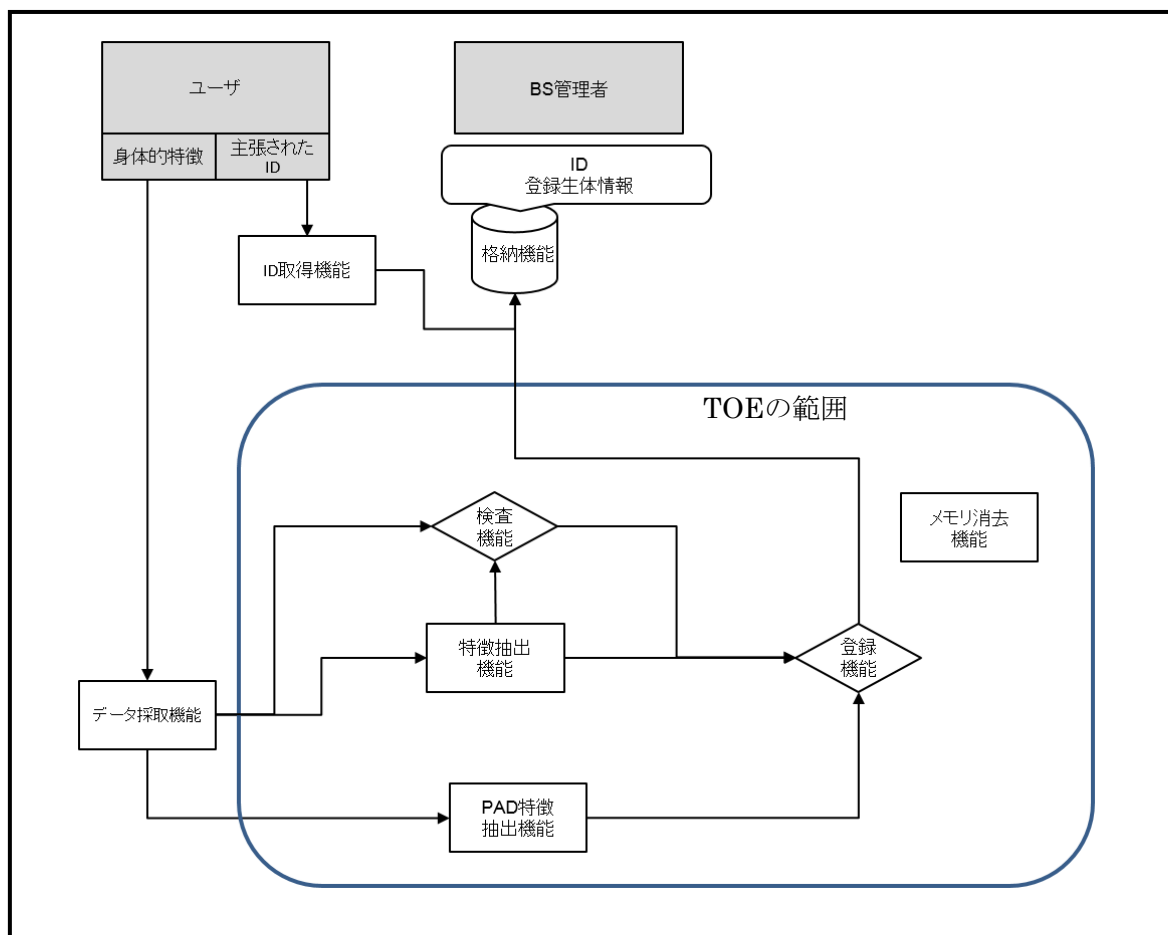 ユーザ
BS管理者
身体的特徴
主張された
ID
ID
登録生体情報
ID取得機能
格納機能
TOEの範囲
検査
機能
メモリ消去
機能
特徴抽出
機能
登録
機能
データ採取機能
PAD特徴
抽出機能